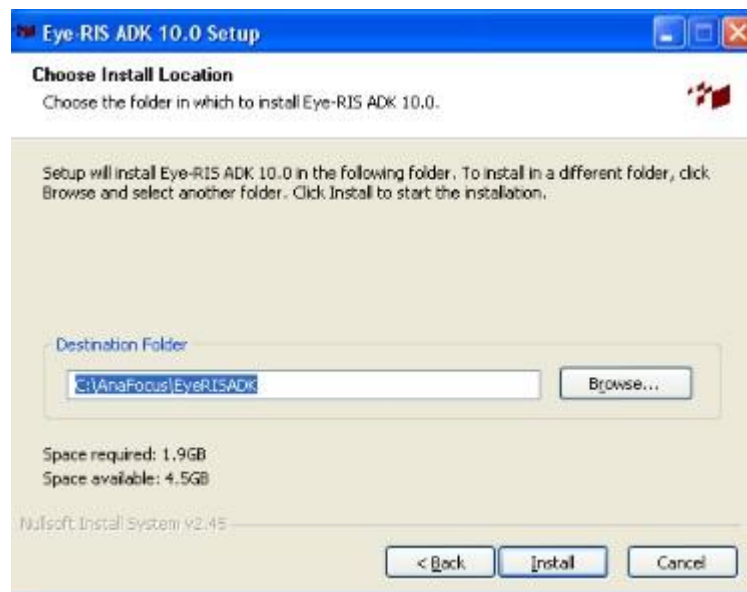 Eye-RIS ADK 10.0 Setup
Choose Install Location
Choose the folder in which to install Eye-RIS ADK 10.0.
Setup will install Eye-RIS ADK 10.0 in the following folder. To install in a different folder, click
Browse and select another folder. Click Install to start the installation.
Destination Folder
C:\AnaFocus\EyeRISADK
Browse...
Space required: 1.9GB
Space available: 4.5GB
Nullsoft Install System v2.45
< Back Install Cancel